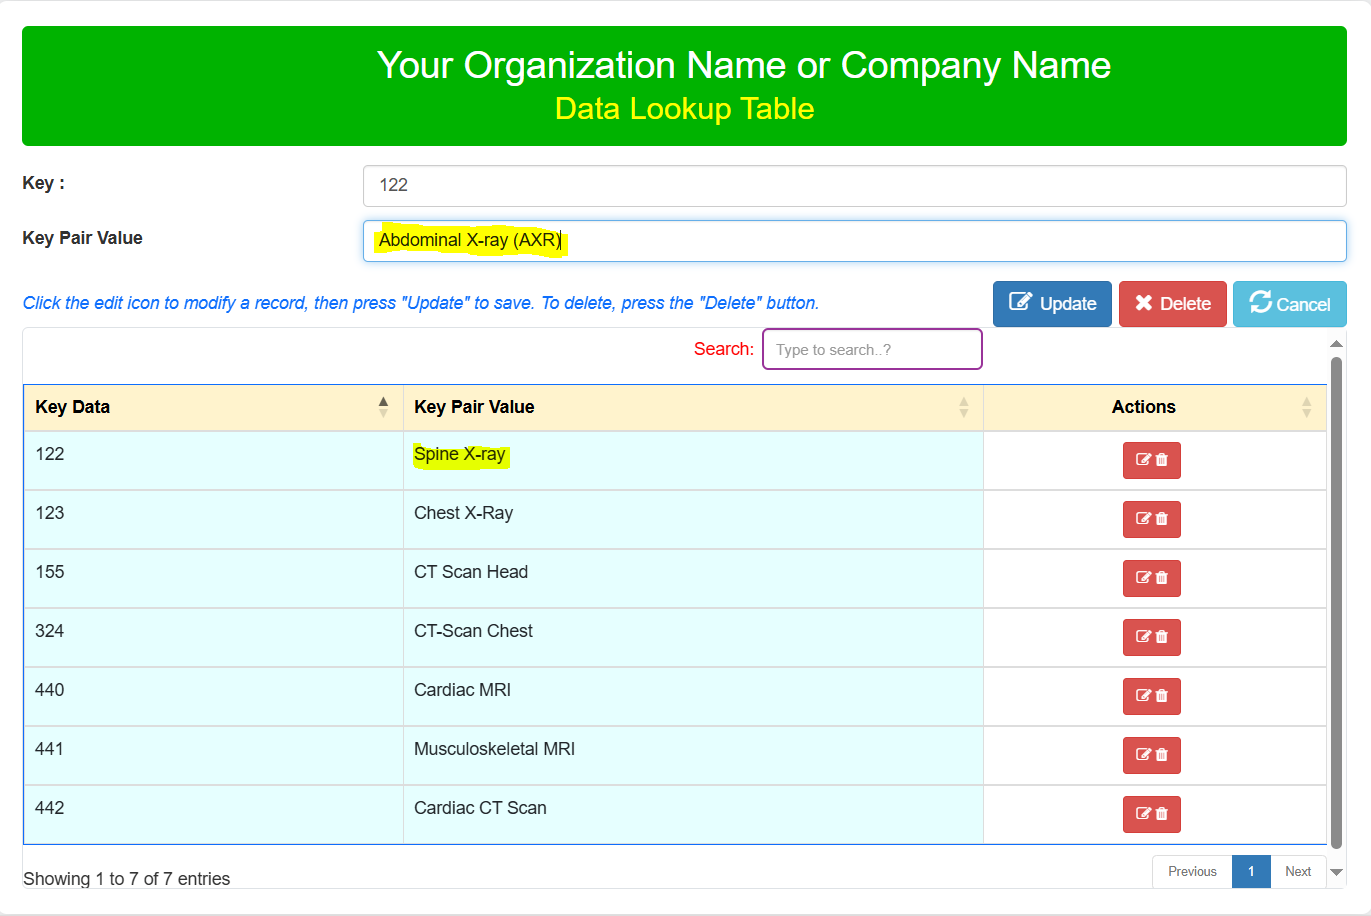 Your Organization Name or Company Name
Data Lookup Table
Key : 122
Key Pair Value Abdominal X-ray (AXR)
Click the edit icon to modify a record, then press "Update" to save. To delete, press the "Delete" button. Update Delete Cancel
Search: Type to search..?
Key Data Key Pair Value Actions
122 Spine X-ray
123 Chest X-Ray
155 CT Scan Head
324 CT-Scan Chest
440 Cardiac MRI
441 Musculoskeletal MRI
442 Cardiac CT Scan
Showing 1 to 7 of 7 entries Previous 1 Next